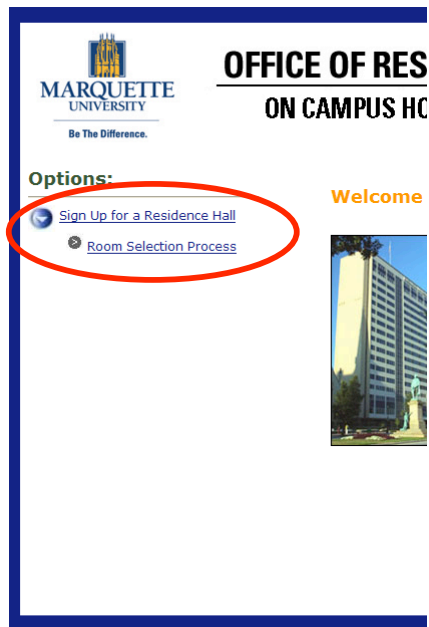 MARQUETTE
UNIVERSITY
Be The Difference.
OFFICE OF RES
ON CAMPUS HO
Options:
Sign Up for a Residence Hall
Room Selection Process
Welcome